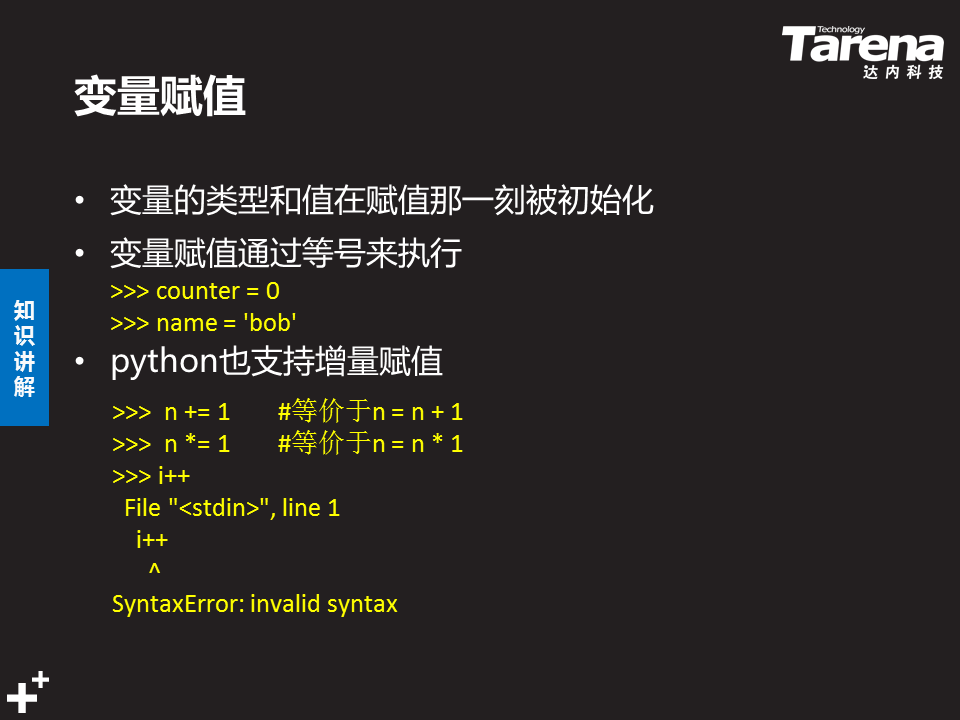 Technology
Tarena
达内科技
变量赋值
• 变量的类型和值在赋值那一刻被初始化
• 变量赋值通过等号来执行
>>> counter = 0
>>> name = 'bob'
• python也支持增量赋值
>>> n += 1 #等价于n = n + 1
>>> n *= 1 #等价于n = n * 1
>>> i++
File "<stdin>", line 1
i++
^
SyntaxError: invalid syntax
知识讲解